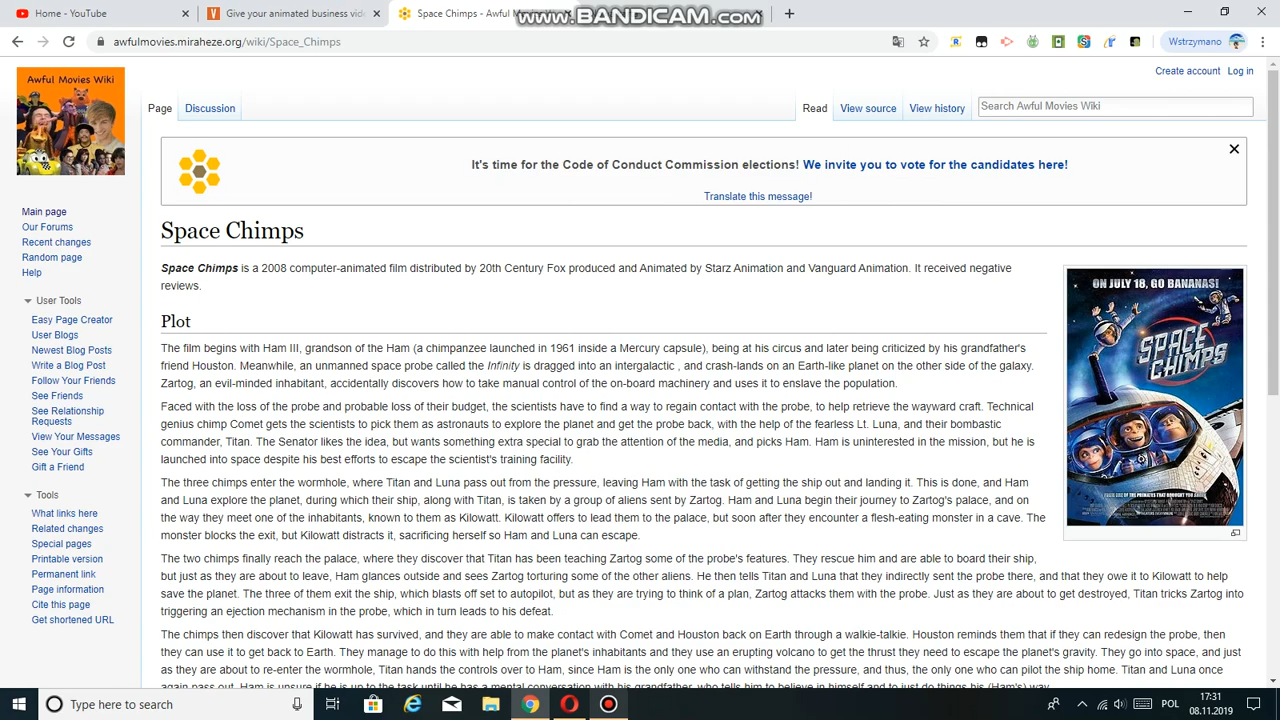 Home - YouTube
Give your animated business vid
Space Chimps - Awful
www.BANDICAM.com
awfulmovies.miraheze.org/wiki/Space_Chimps
Wstrzymano
Create account Log in
Awful Movies Wiki
Page Discussion Read View source View history Search Awful Movies Wiki
It's time for the Code of Conduct Commission elections! We invite you to vote for the candidates here!
Translate this message!
Main page
Our Forums
Recent changes
Random page
Help
User Tools
Easy Page Creator
User Blogs
Newest Blog Posts
Write a Blog Post
Follow Your Friends
See Friends
See Relationship
Requests
View Your Messages
See Your Gifts
Gift a Friend
Tools
What links here
Related changes
Special pages
Printable version
Permanent link
Page information
Cite this page
Get shortened URL
Space Chimps
Space Chimps is a 2008 computer-animated film distributed by 20th Century Fox produced and Animated by Starz Animation and Vanguard Animation. It received negative
reviews.
Plot
The film begins with Ham III, grandson of the Ham (a chimpanzee launched in 1961 inside a Mercury capsule), being at his circus and later being criticized by his grandfather's
friend Houston. Meanwhile, an unmanned space probe called the Infinity is dragged into an intergalactic , and crash-lands on an Earth-like planet on the other side of the galaxy.
Zartog, an evil-minded inhabitant, accidentally discovers how to take manual control of the on-board machinery and uses it to enslave the population.
Faced with the loss of the probe and probable loss of their budget, the scientists have to find a way to regain contact with the probe, to help retrieve the wayward craft. Technical
genius chimp Comet gets the scientists to pick them as astronauts to explore the planet and get the probe back, with the help of the fearless Lt. Luna, and their bombastic
commander, Titan. The Senator likes the idea, but wants something extra special to grab the attention of the media, and picks Ham. Ham is uninterested in the mission, but he is
launched into space despite his best efforts to escape the scientist's training facility.
The three chimps enter the wormhole, where Titan and Luna pass out from the pressure, leaving Ham with the task of getting the ship out and landing it. This is done, and Ham
and Luna explore the planet, during which their ship, along with Titan, is taken by a group of aliens sent by Zartog. Ham and Luna begin their journey to Zartog's palace, and on
the way they meet one of the inhabitants, known to them as Kilowatt. Kilowatt offers to lead them to the palace, but soon after they encounter a flesh-eating monster in a cave. The
monster blocks the exit, but Kilowatt distracts it, sacrificing herself so Ham and Luna can escape.
The two chimps finally reach the palace, where they discover that Titan has been teaching Zartog some of the probe's features. They rescue him and are able to board their ship,
but just as they are about to leave, Ham glances outside and sees Zartog torturing some of the other aliens. He then tells Titan and Luna that they indirectly sent the probe there, and that they owe it to Kilowatt to help
save the planet. The three of them exit the ship, which blasts off set to autopilot, but as they are trying to think of a plan, Zartog attacks them with the probe. Just as they are about to get destroyed, Titan tricks Zartog into
triggering an ejection mechanism in the probe, which in turn leads to his defeat.
The chimps then discover that Kilowatt has survived, and they are able to make contact with Comet and Houston back on Earth through a walkie-talkie. Houston reminds them that if they can redesign the probe, then
they can use it to get back to Earth. They manage to do this with help from the planet's inhabitants and they use an erupting volcano to get the thrust they need to escape the planet's gravity. They go into space, and just
as they are about to re-enter the wormhole, Titan hands the controls over to Ham, since Ham is the only one who can withstand the pressure, and thus, the only one who can pilot the ship home. Titan and Luna once
again pass out. Ham is unsure if he is up to the task until he has a mental conversation with his grandfather, who tells him to believe in himself and to just do things his (Ham's) way.
ON JULY 18, GO BANANAS!
SPACE
CHIMPS
Type here to search
POL
17:31
08.11.2019